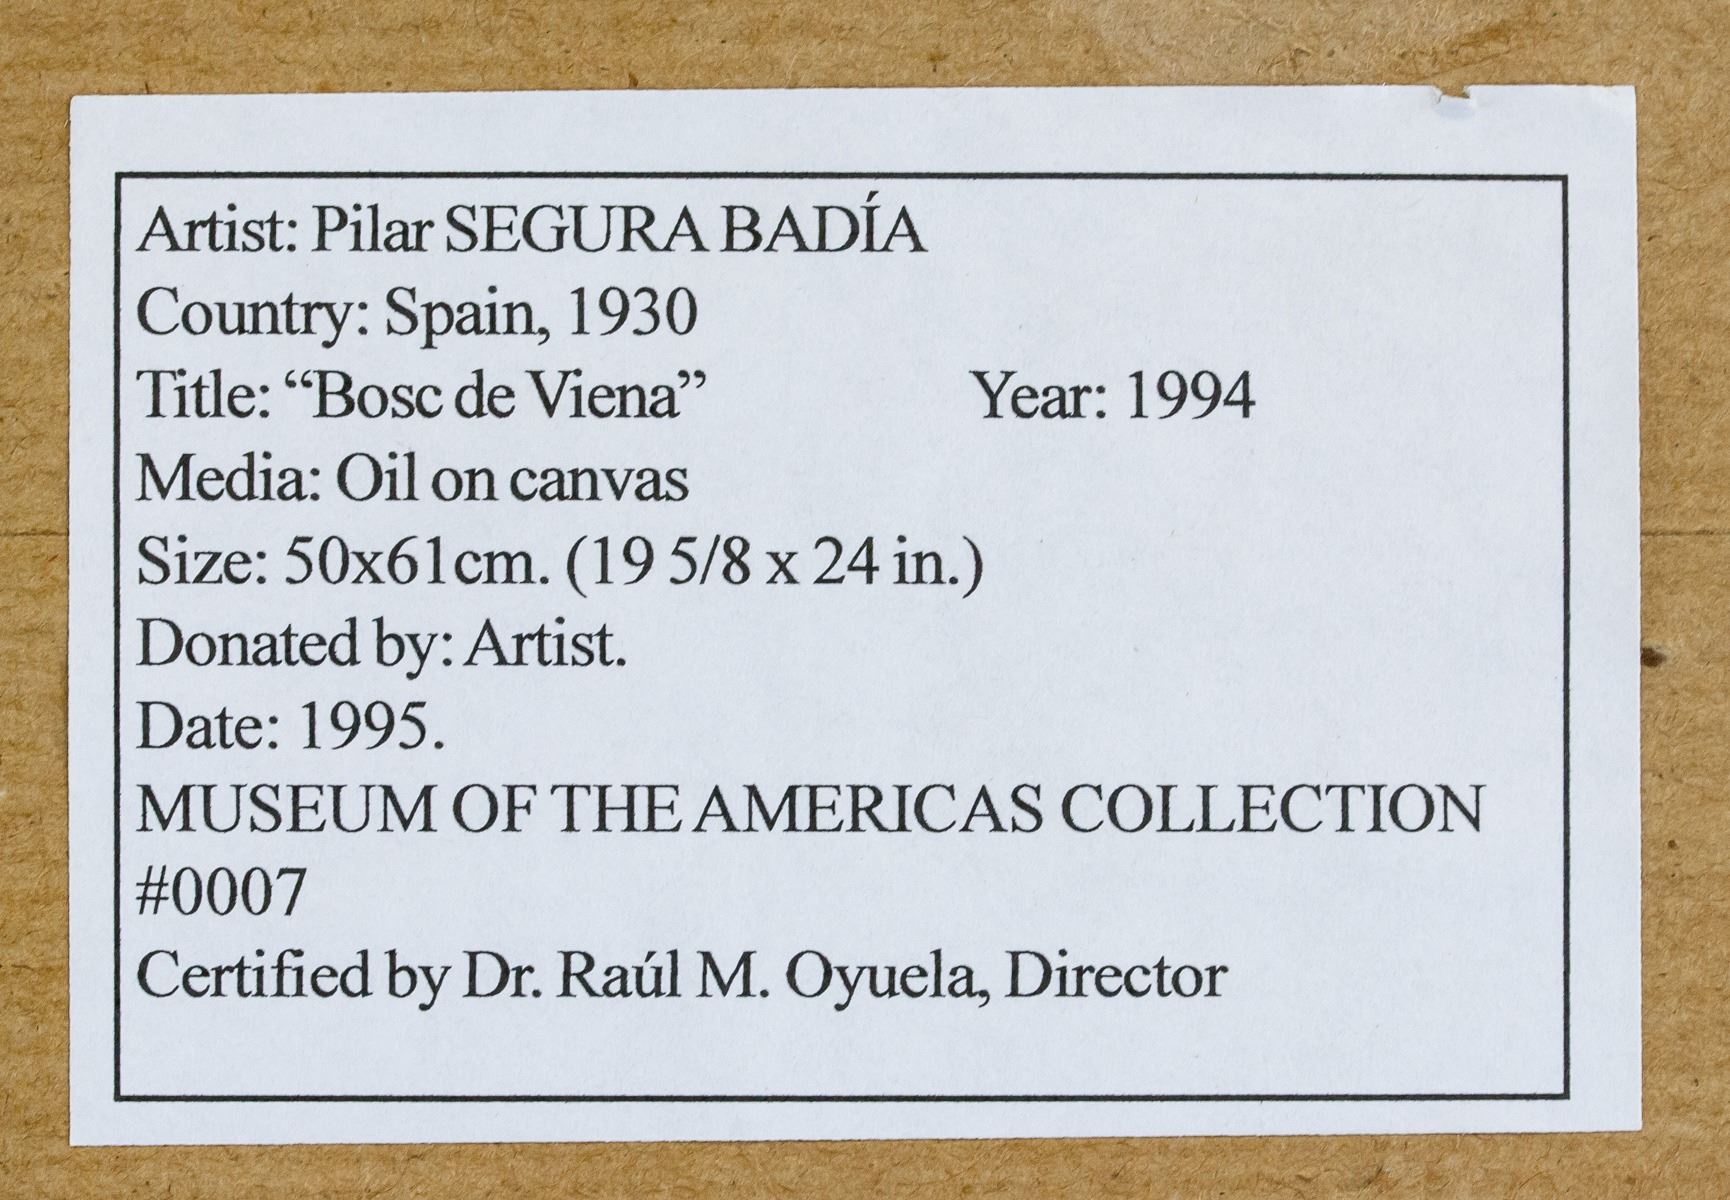 Artist: Pilar SEGURA BADÍA
Country: Spain, 1930
Title: “Bosc de Viena” Year: 1994
Media: Oil on canvas
Size: 50x61cm. (19 5/8 x 24 in.)
Donated by: Artist.
Date: 1995.
MUSEUM OF THE AMERICAS COLLECTION
#0007
Certified by Dr. Raúl M. Oyuela, Director